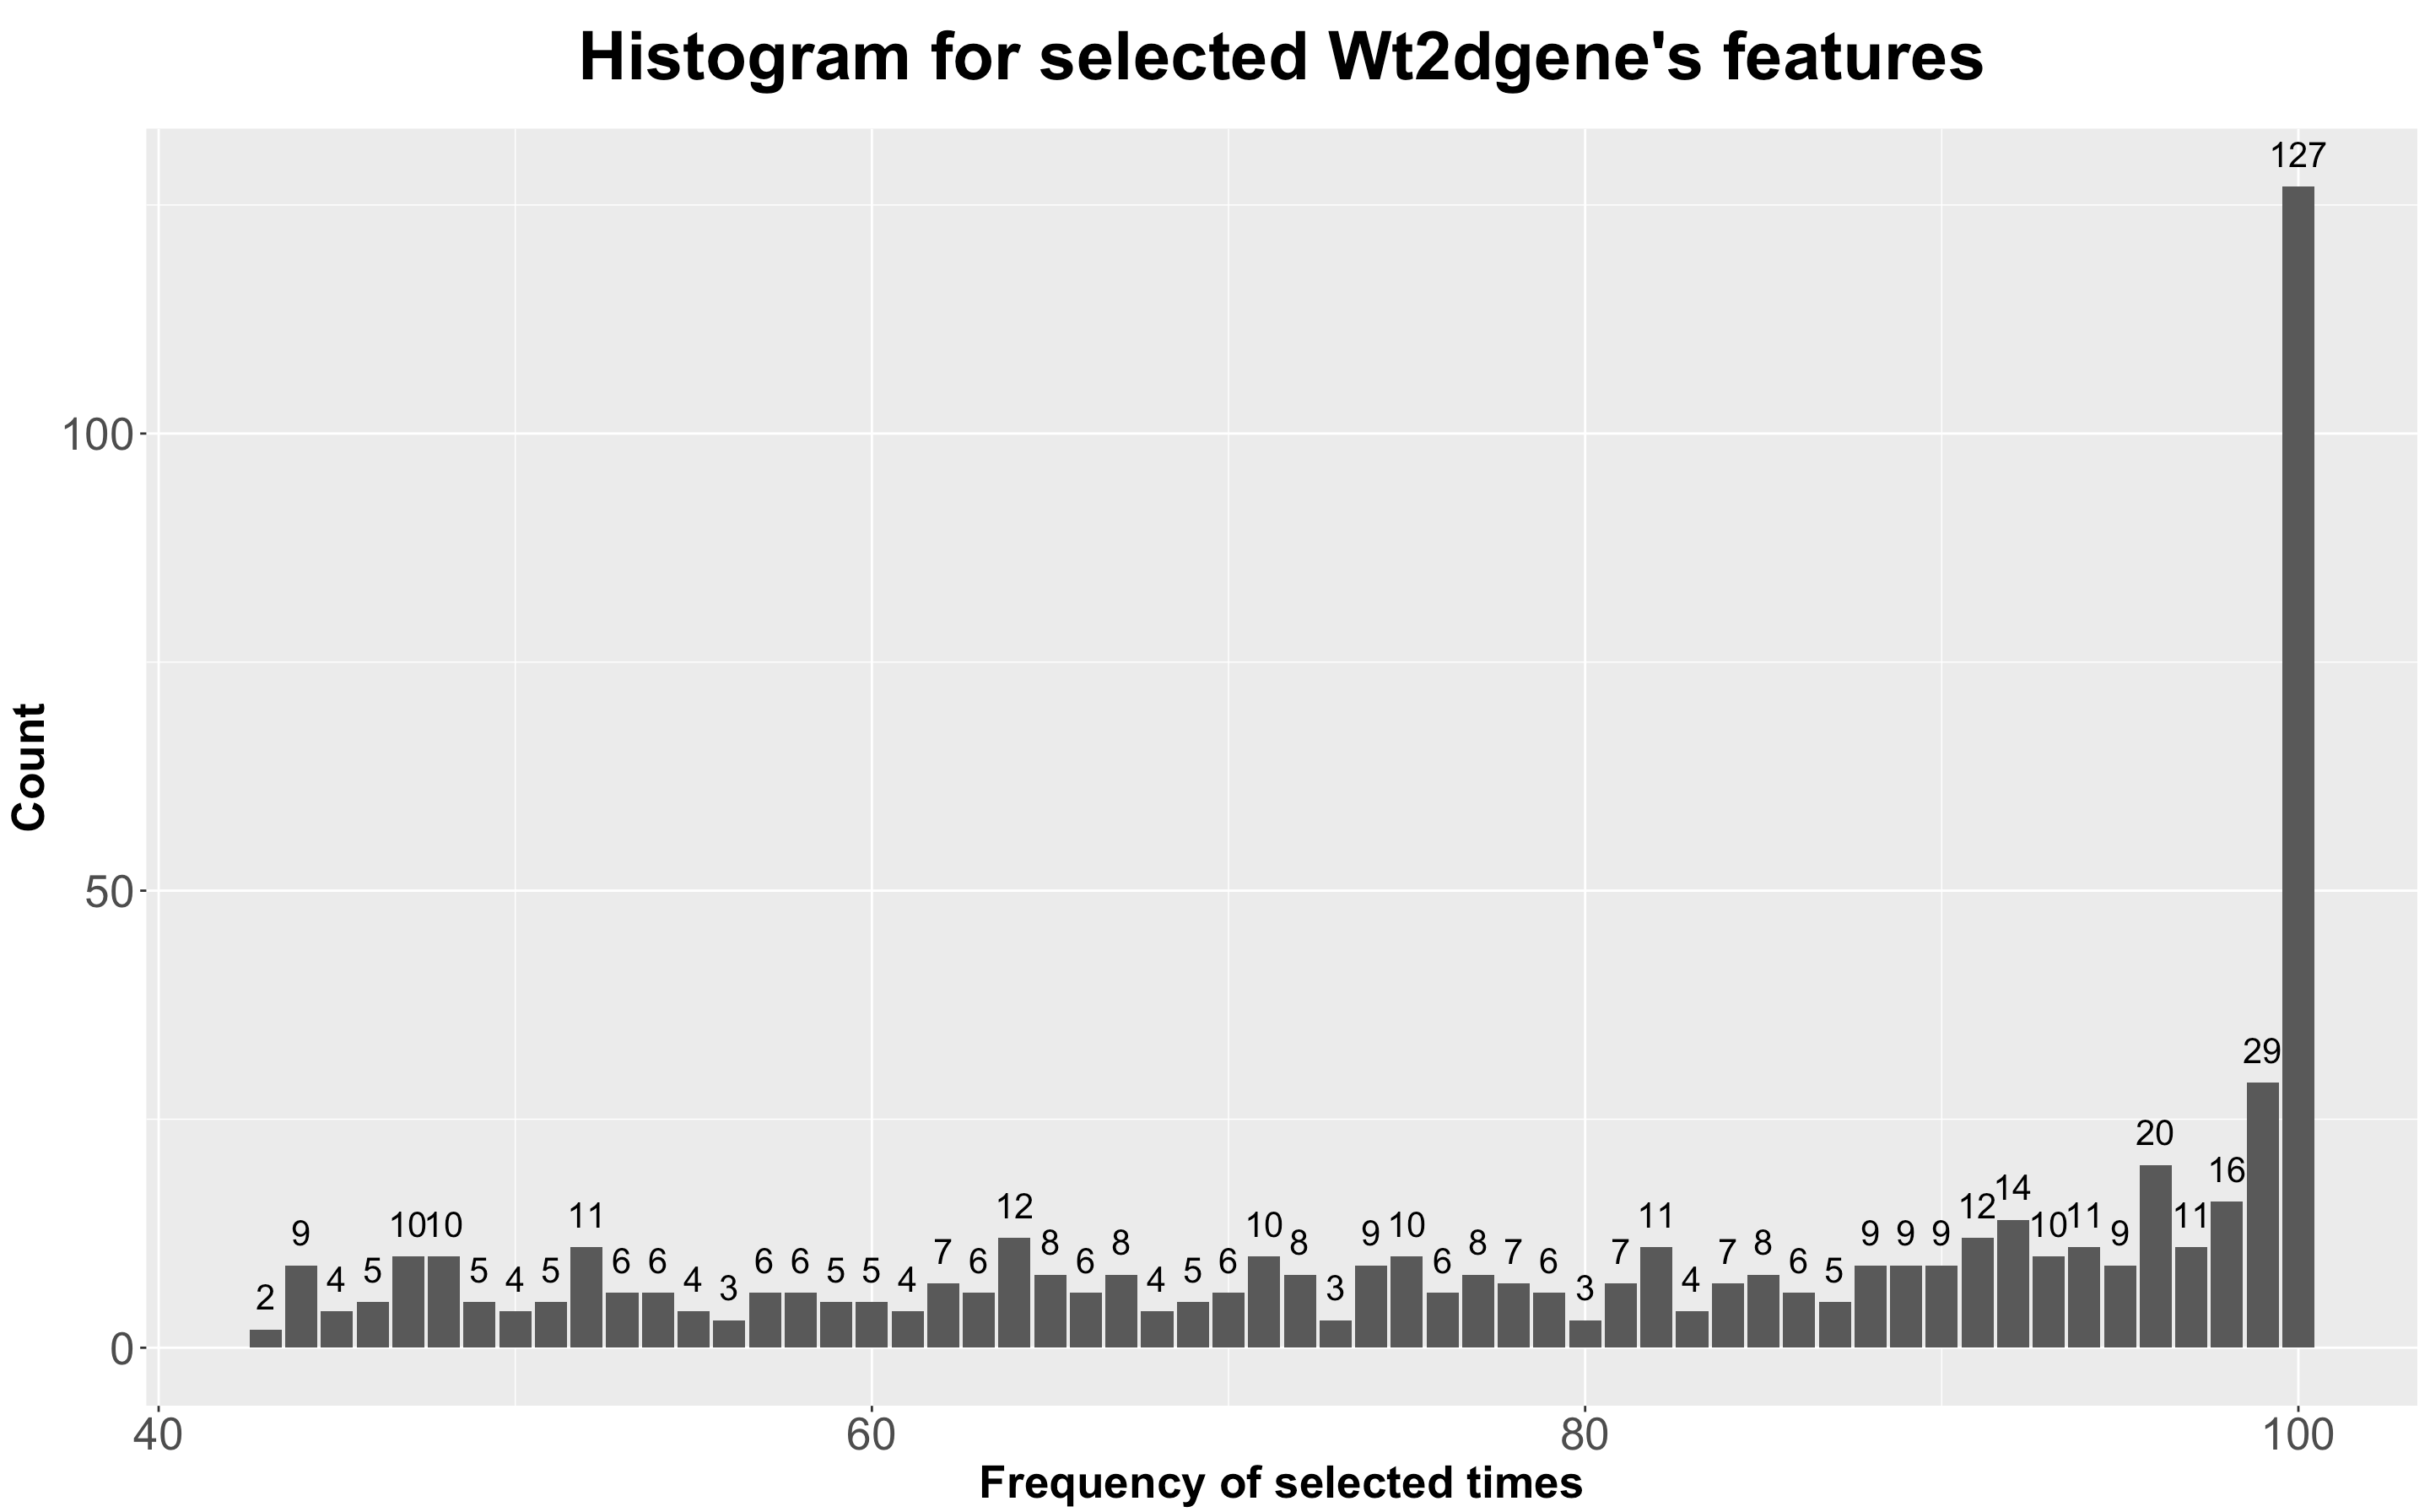 Histogram for selected Wt2dgene's features
Count
100
50
0
2 9 4 5 10 10 5 4 5 11 6 6 4 3 6 6 5 5 4 7 6 12 8 6 8 4 5 6 10 8 3 9 10 6 8 7 6 3 7 11 4 7 8 6 5 9 9 9 12 14 10 11 9 20 11 16 29 127
40 60 80 100
Frequency of selected times